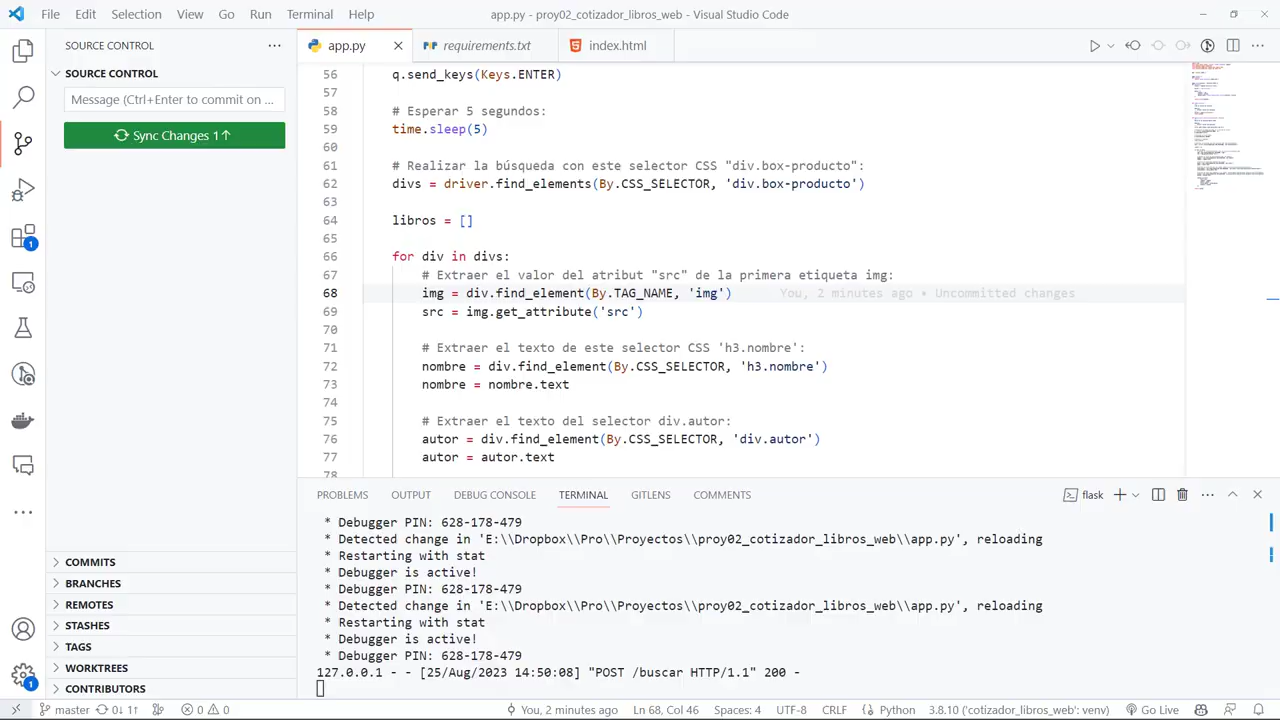 File Edit Selection View Go Run Terminal Help app.py - proy02_cotizador_libros_web - Visual Studio Code
SOURCE CONTROL
SOURCE CONTROL
Message (Ctrl+Enter to commit on ...
Sync Changes 1↑
COMMITS
BRANCHES
REMOTES
STASHES
TAGS
WORKTREES
CONTRIBUTORS
1
1
app.py requirements.txt index.html
56 q.send_keys(Keys.ENTER)
57
58 # 5 segundos:
59 time.sleep(5)
60
61
62 divs = driver.find_elements(By.CSS_SELECTOR, 'div.producto')
63
64 libros = []
65
66 for div in divs:
67 # Extraer el valor del atribut "src" de la primera etiqueta img:
68 img = div.find_element(By.TAG_NAME, 'img') You, 2 minutes ago • Uncommitted changes
69 src = img.get_attribute('src')
70
71 # Extraer el texto de este selector CSS 'h3.nombre':
72 nombre = div.find_element(By.CSS_SELECTOR, 'h3.nombre')
73 nombre = nombre.text
74
75 # Extraer el texto del selector div.autor:
76 autor = div.find_element(By.CSS_SELECTOR, 'div.autor')
77 autor = autor.text
78
PROBLEMS OUTPUT DEBUG CONSOLE TERMINAL GITLENS COMMENTS flask
* Debugger PIN: 628-178-479
* Detected change in 'E:\\Dropbox\\Pro\\Proyectos\\proy02_cotizador_libros_web\\app.py', reloading
* Restarting with stat
* Debugger is active!
* Debugger PIN: 628-178-479
* Detected change in 'E:\\Dropbox\\Pro\\Proyectos\\proy02_cotizador_libros_web\\app.py', reloading
* Restarting with stat
* Debugger is active!
* Debugger PIN: 628-178-479
127.0.0.1 - - [25/Aug/2023 14:50:08] "POST /buscar HTTP/1.1" 200 -
master 0↓ 1↑ 0 0 You, 2 minutes ago Ln 68, Col 46 Spaces: 4 UTF-8 CRLF Python 3.8.10 ('cotizador_libros_web': venv) Go Live